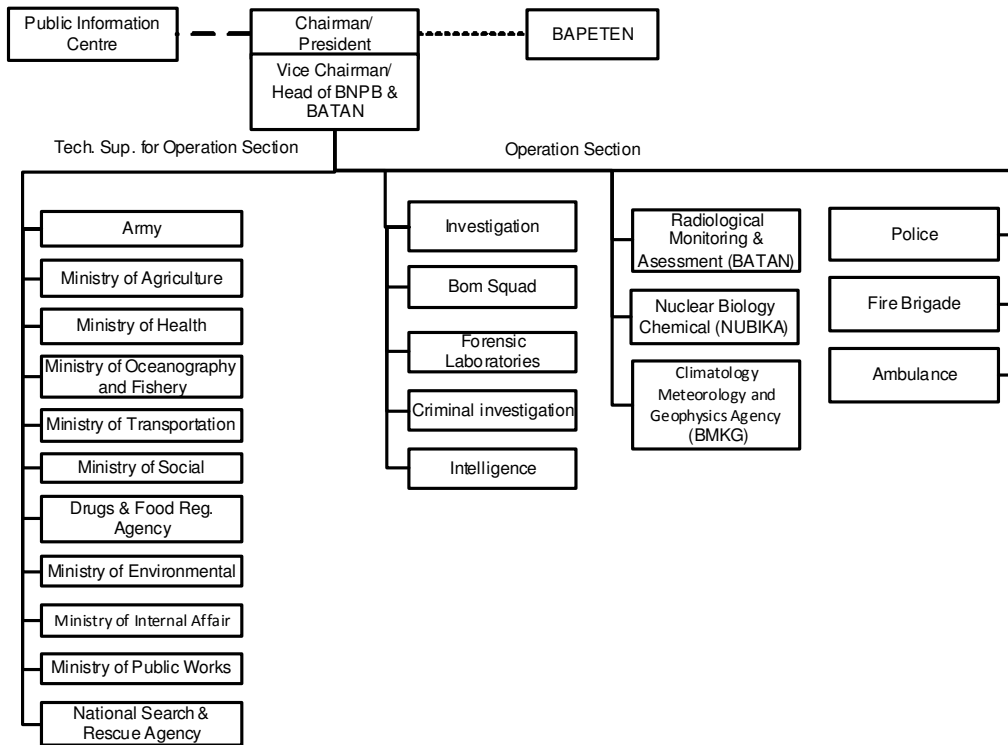 Public Information
Centre
Chairman/
President
BAPETEN
Vice Chairman/
Head of BNPB &
BATAN
Tech. Sup. for Operation Section
Operation Section
Army
Ministry of Agriculture
Ministry of Health
Ministry of Oceanography
and Fishery
Ministry of Transportation
Ministry of Social
Drugs & Food Reg.
Agency
Ministry of Environmental
Ministry of Internal Affair
Ministry of Public Works
National Search &
Rescue Agency
Investigation
Bom Squad
Forensic
Laboratories
Criminal investigation
Intelligence
Radiological
Monitoring &
Asessment (BATAN)
Nuclear Biology
Chemical (NUBIKA)
Climatology
Meteorology and
Geophysics Agency
(BMKG)
Police
Fire Brigade
Ambulance